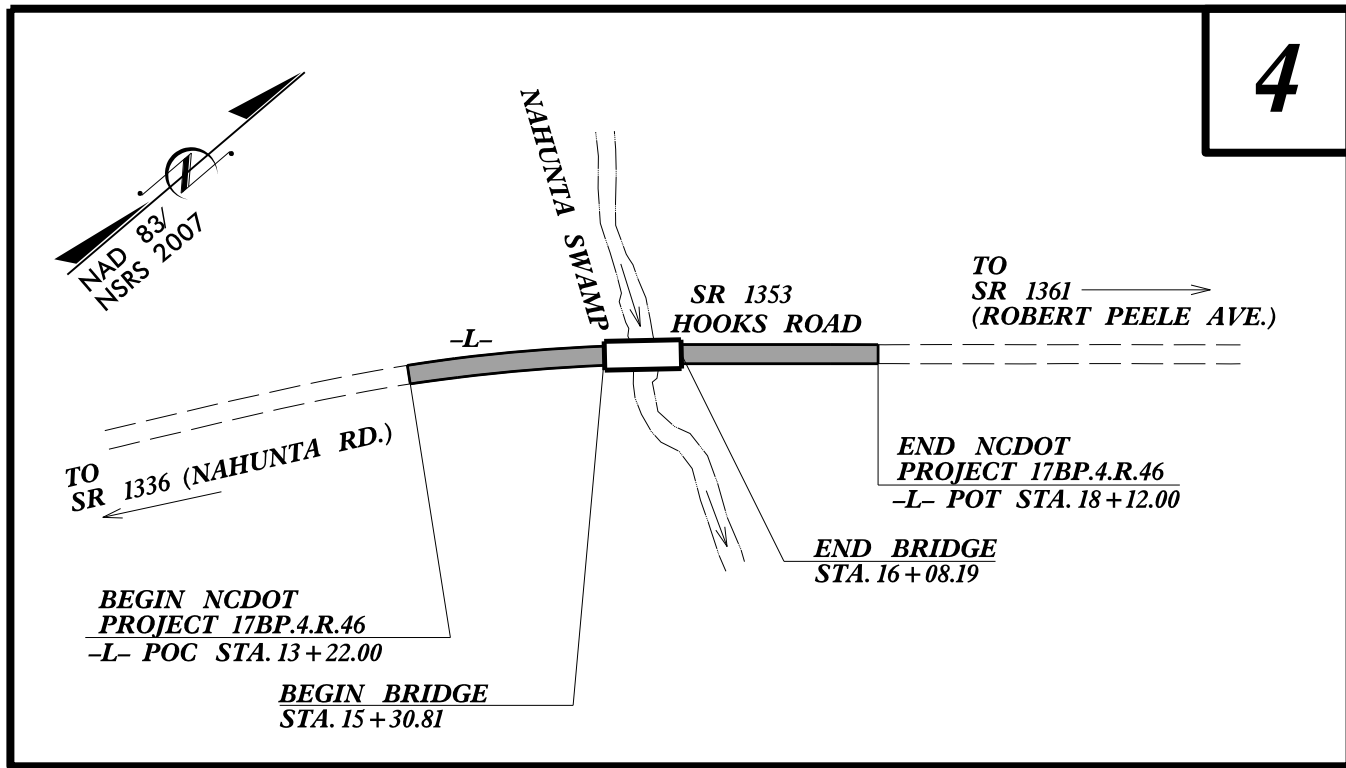 4
NAD 83/
NSRS 2007
NAHUNTA SWAMP
TO
SR 1361
(ROBERT PEELE AVE.)
SR 1353
HOOKS ROAD
–L–
TO
SR 1336 (NAHUNTA RD.)
END NCDOT
PROJECT 17BP.4.R.46
–L– POT STA. 18+12.00
END BRIDGE
STA. 16+08.19
BEGIN NCDOT
PROJECT 17BP.4.R.46
–L– POC STA. 13+22.00
BEGIN BRIDGE
STA. 15+30.81